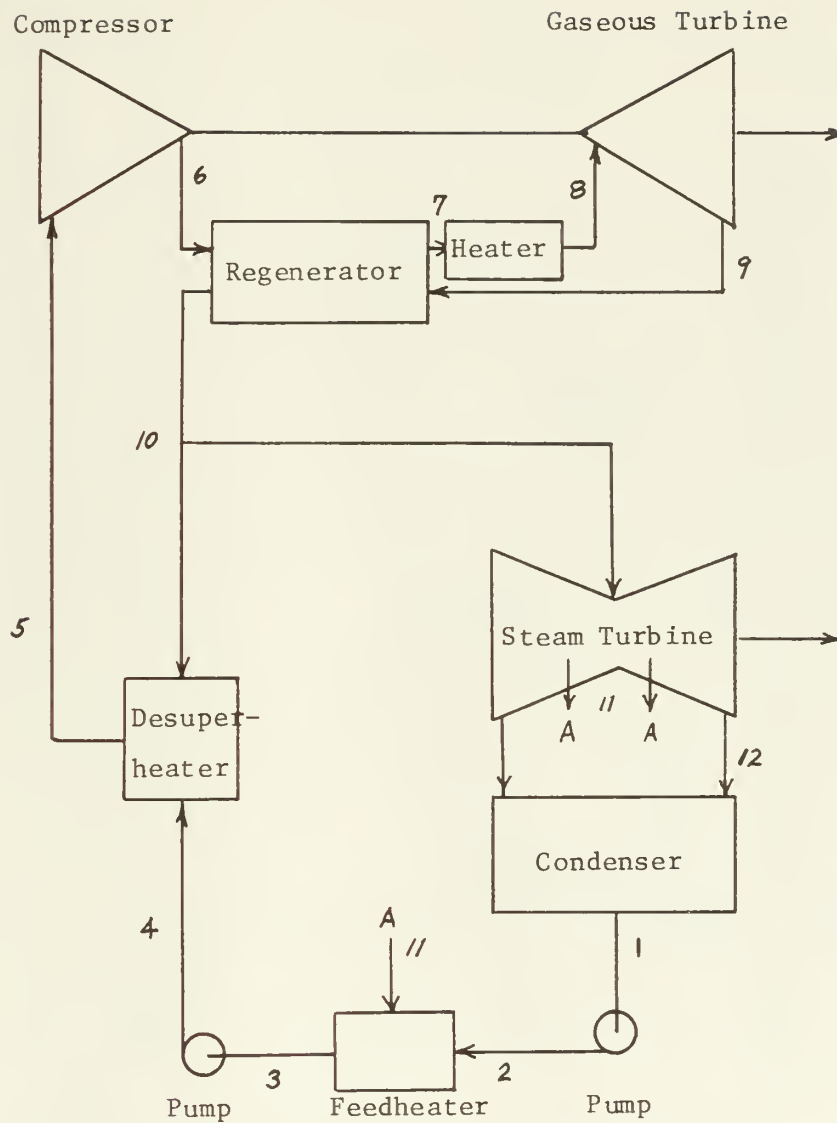 Compressor
Gaseous Turbine
6
7
8
Heater
Regenerator
9
10
5
Steam Turbine
11
A
A
Desuper-
heater
12
Condenser
4
A
11
1
3
2
Pump
Feedheater
Pump